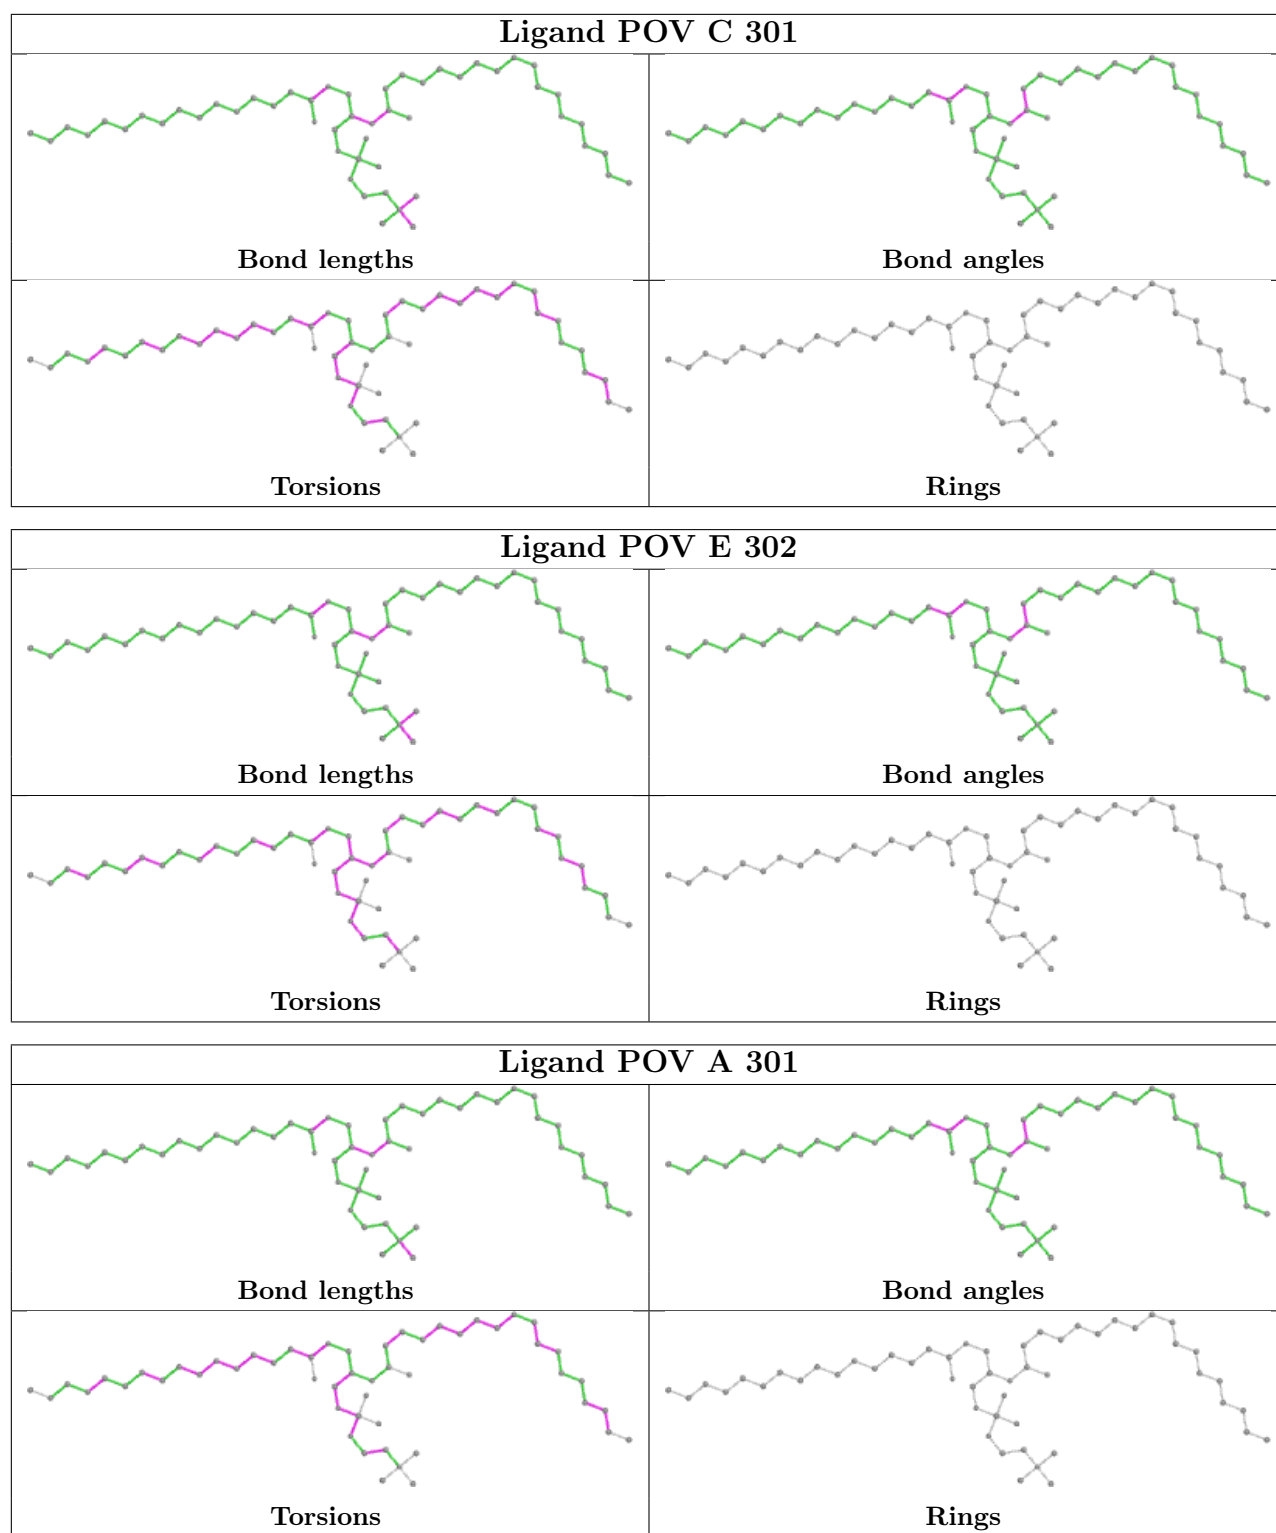 Ligand POV C 301
Bond lengths
Bond angles
Torsions
Rings
Ligand POV E 302
Bond lengths
Bond angles
Torsions
Rings
Ligand POV A 301
Bond lengths
Bond angles
Torsions
Rings